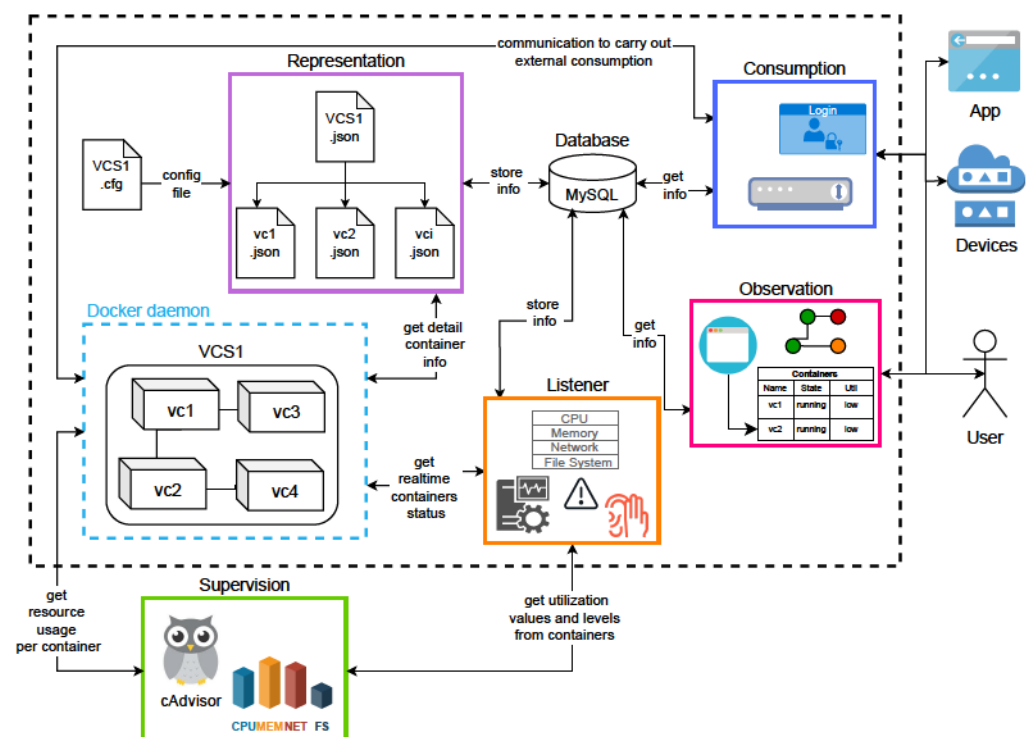 communication to carry out
external consumption
Representation
Consumption
App
VCS1
.json
Login
Database
MySQL
VCS1
.cfg
config
file
store
info
get
info
vc1
.json
vc2
.json
vci
.json
Devices
Docker daemon
get detail
container
info
store
info
get
info
Observation
Containers
Name State Util
vc1 running low
vc2 running low
User
VCS1
vc1
vc3
vc2
vc4
get
realtime
containers
status
Listener
CPU
Memory
Network
File System
get
resource
usage
per container
Supervision
cAdvisor
CPU MEM NET FS
get utilization
values and levels
from containers